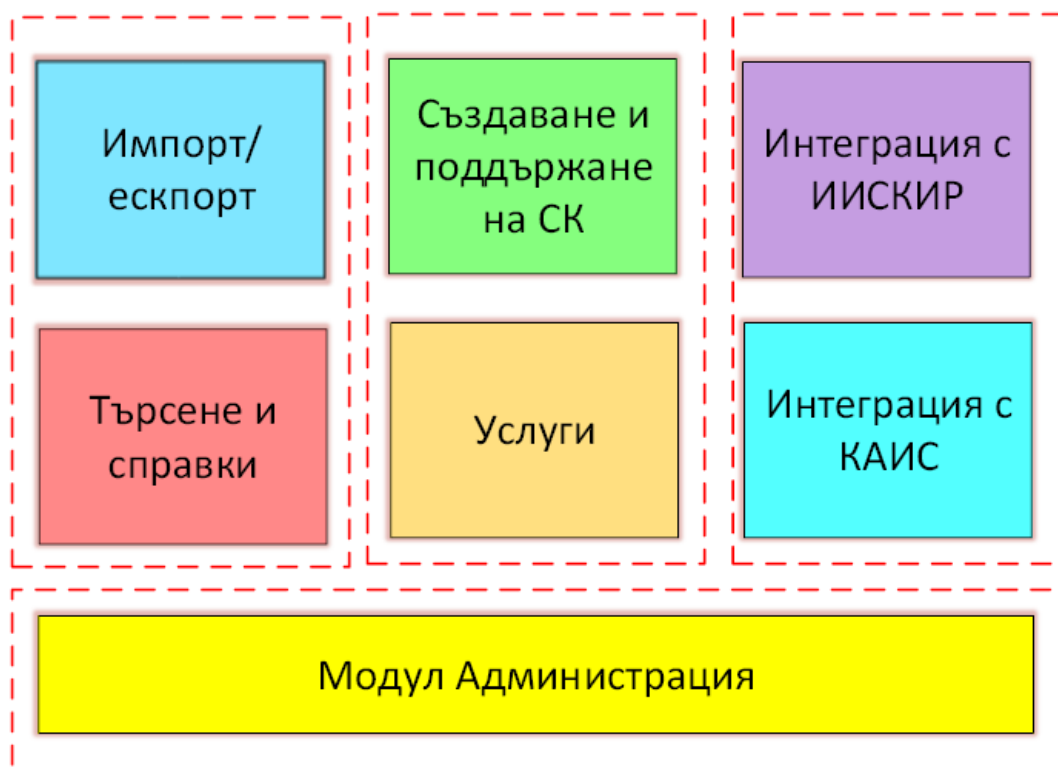 Импорт/
ескпорт
Създаване и
поддържане
на СК
Интеграция с
ИИСКИР
Търсене и
справки
Услуги
Интеграция с
КАИС
Модул Администрация